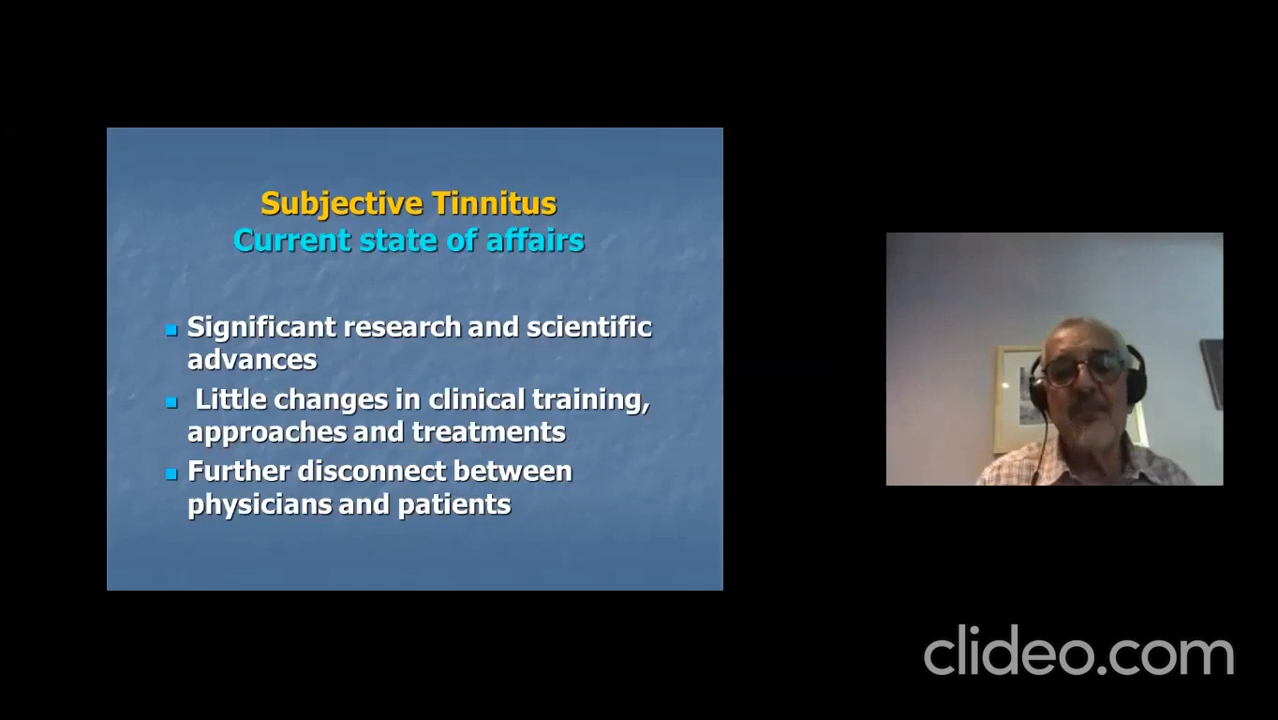 Subjective Tinnitus
Current state of affairs
Significant research and scientific
advances
Little changes in clinical training,
approaches and treatments
Further disconnect between
physicians and patients
clideo.com